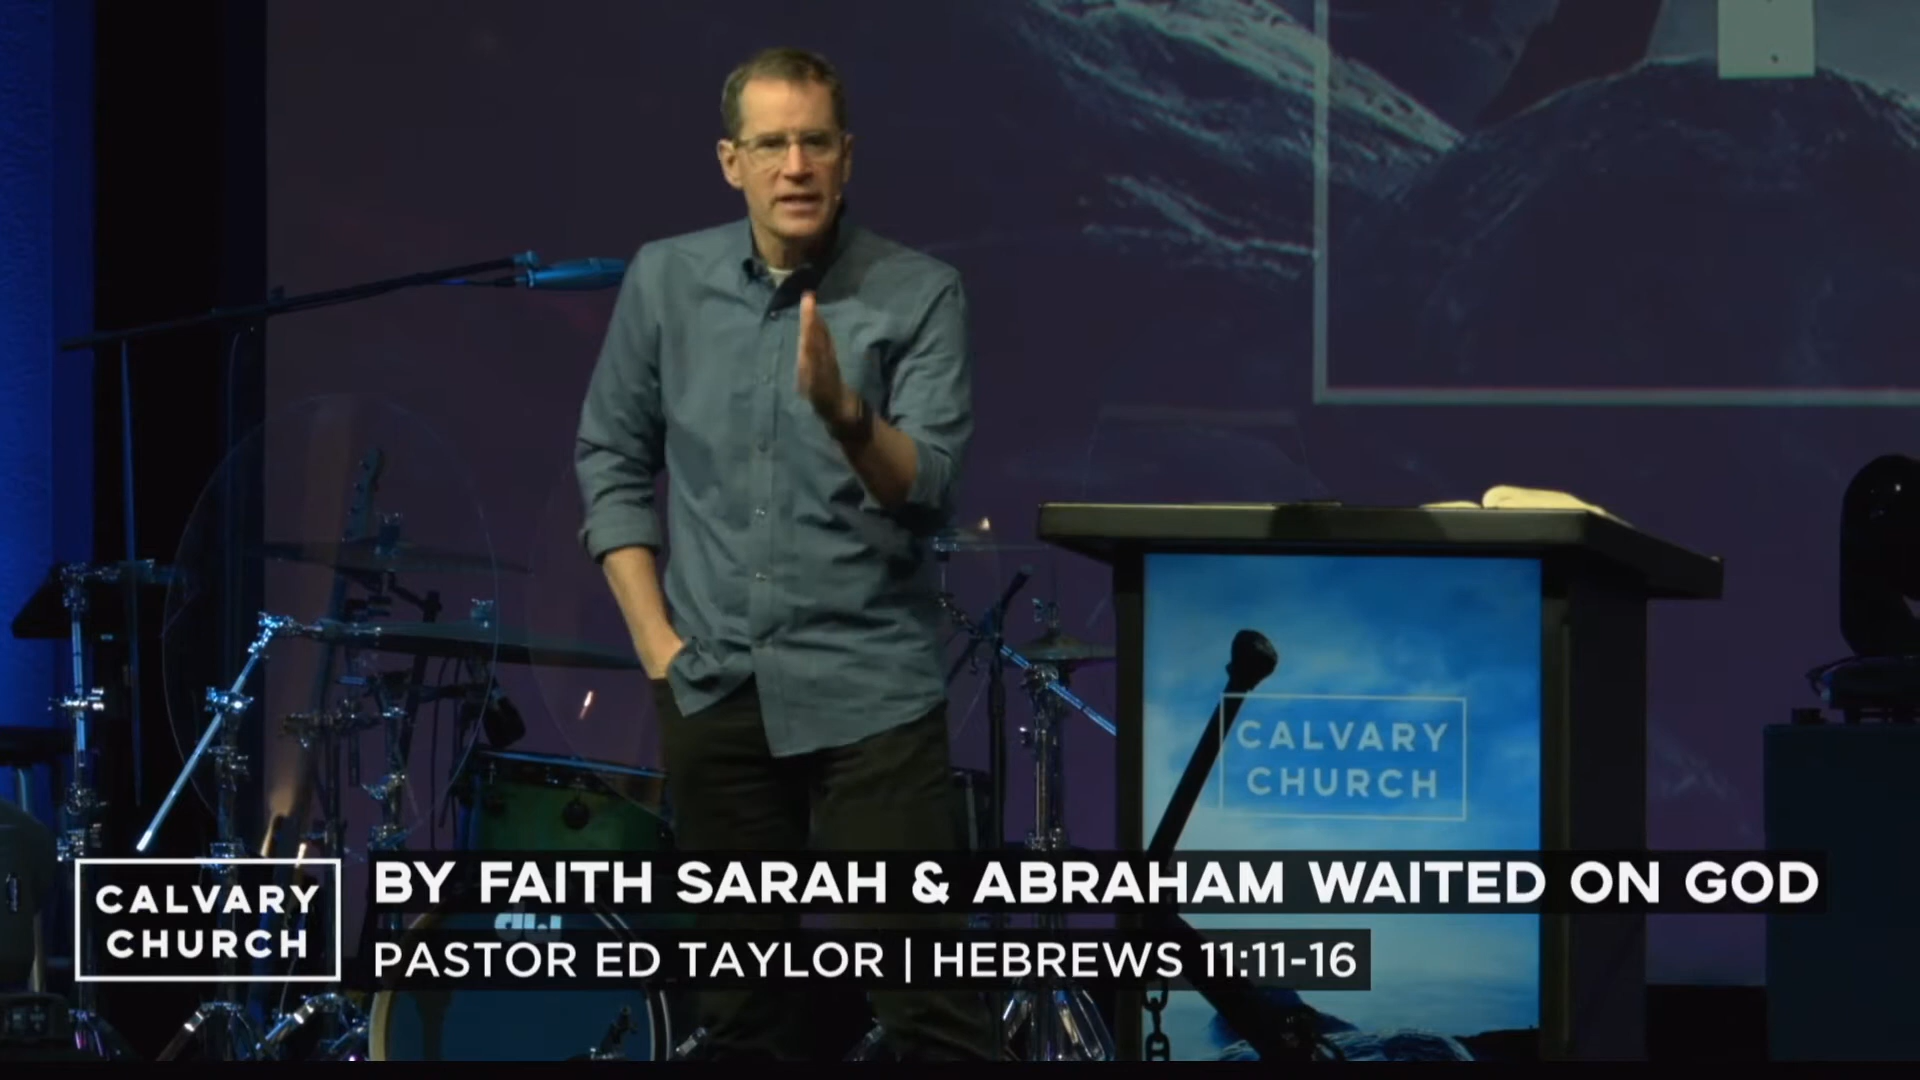 CALVARY
CHURCH
CALVARY
CHURCH
BY FAITH SARAH & ABRAHAM WAITED ON GOD
PASTOR ED TAYLOR | HEBREWS 11:11-16